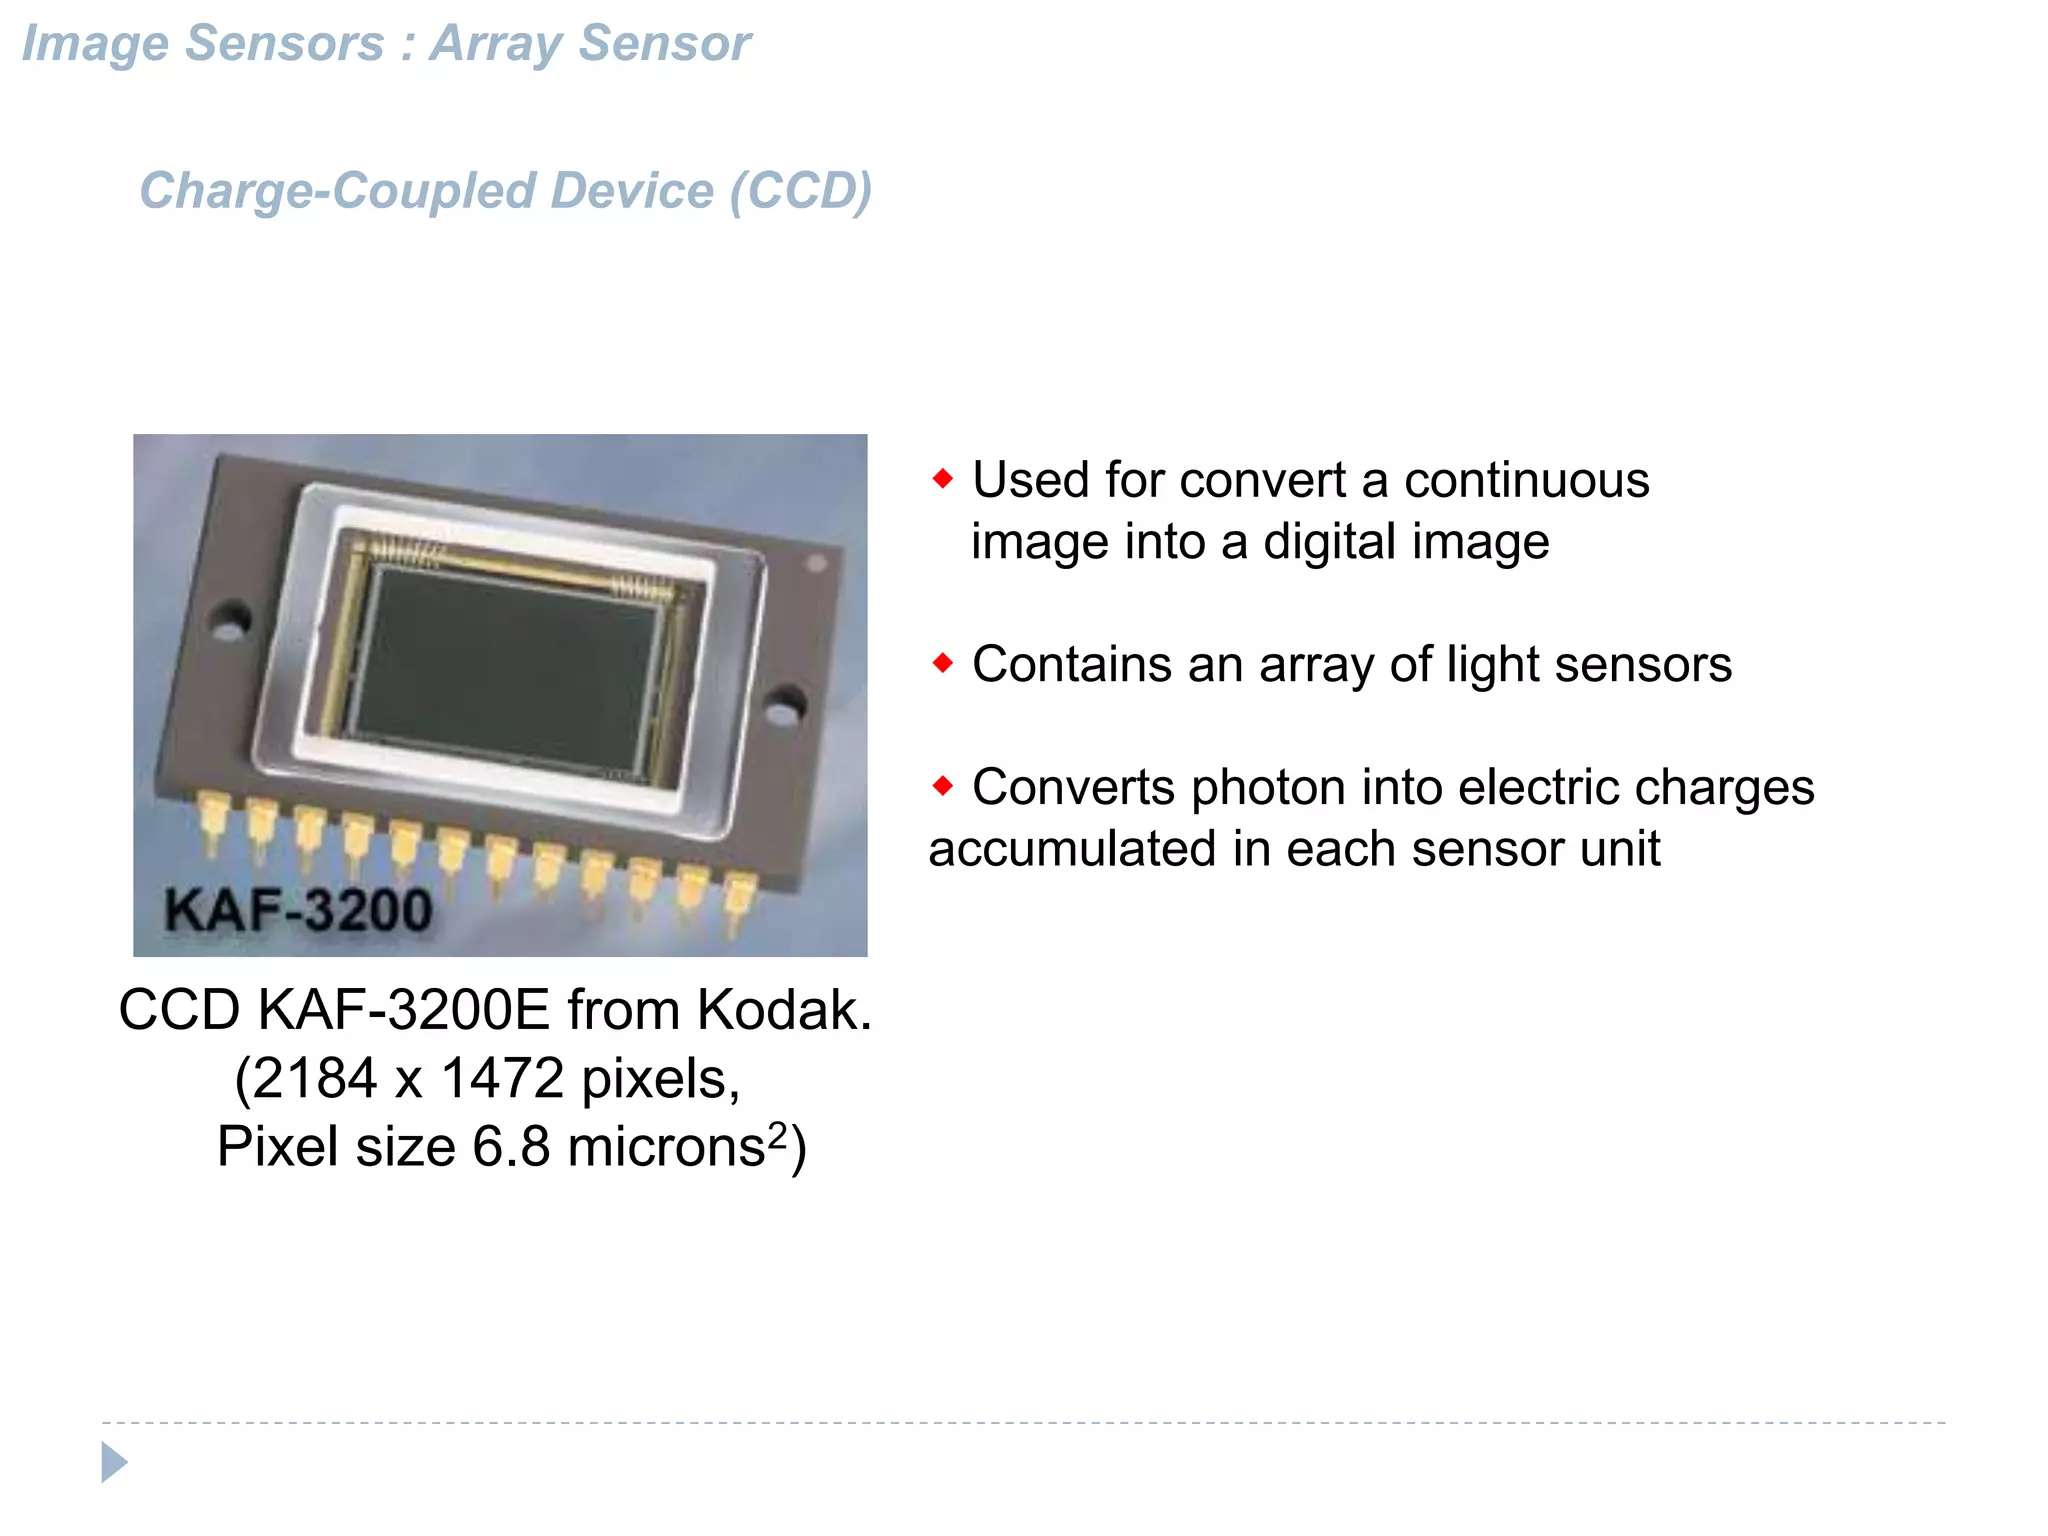 Image Sensors : Array Sensor
Charge-Coupled Device (CCD)
◆ Used for convert a continuous
image into a digital image
◆ Contains an array of light sensors
◆ Converts photon into electric charges
accumulated in each sensor unit
KAF-3200
CCD KAF-3200E from Kodak.
(2184 x 1472 pixels,
Pixel size 6.8 microns²)